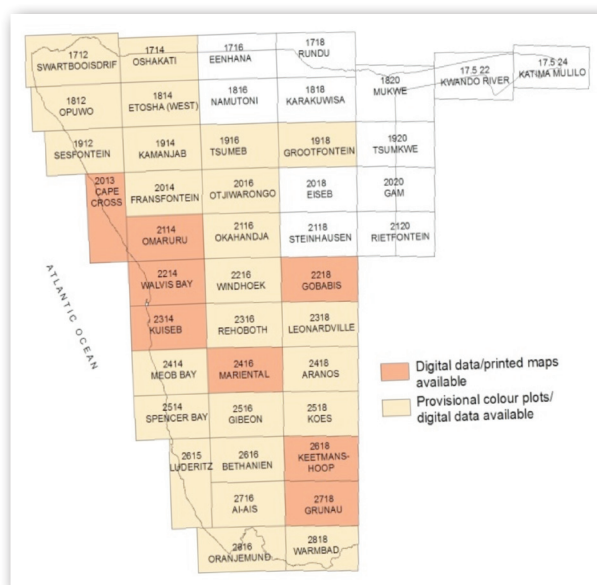 1712
SWARTBOOISDRIF
1714
OSHAKATI
1716
EENHANA
1718
RUNDU
1820
MUKWE
17.5 22
KWANDO RIVER
17.5 24
KATIMA MULILO
1812
OPUWO
1814
ETOSHA (WEST)
1816
NAMUTONI
1818
KARAKUWISA
1912
SESFONTEIN
1914
KAMANJAB
1916
TSUMEB
1918
GROOTFONTEIN
1920
TSUMKWE
2013
CAPE
CROSS
2014
FRANSFONTEIN
2016
OTJIWARONGO
2018
EISEB
2020
GAM
2114
OMARURU
2116
OKAHANDJA
2118
STEINHAUSEN
2120
RIETFONTEIN
2214
WALVIS BAY
2216
WINDHOEK
2218
GOBABIS
ATLANTIC OCEAN
2314
KUISEB
2316
REHOBOTH
2318
LEONARDVILLE
2414
MEOB BAY
2416
MARIENTAL
2418
ARANOS
Digital data/printed maps
available
Provisional colour plots/
digital data available
2514
SPENCER BAY
2516
GIBEON
2518
KOES
2615
LUDERITZ
2616
BETHANIEN
2618
KEETMANS-
HOOP
2716
AI-AIS
2718
GRUNAU
2816
ORANJEMUND
2818
WARMBAD